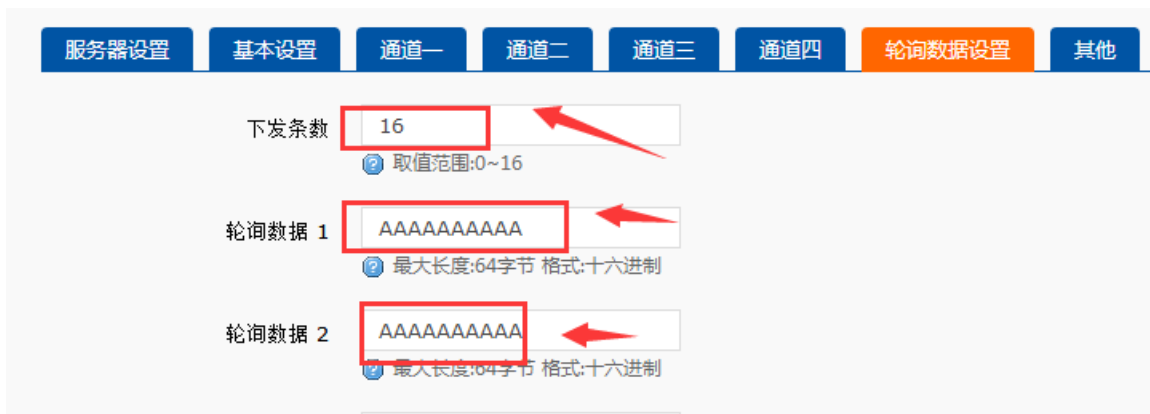 服务器设置 基本设置 通道一 通道二 通道三 通道四 轮询数据设置 其他
下发条数 16
取值范围:0~16
轮询数据 1 AAAAAAAAAA
最大长度:64字节 格式:十六进制
轮询数据 2 AAAAAAAAAA
最大长度:64字节 格式:十六进制